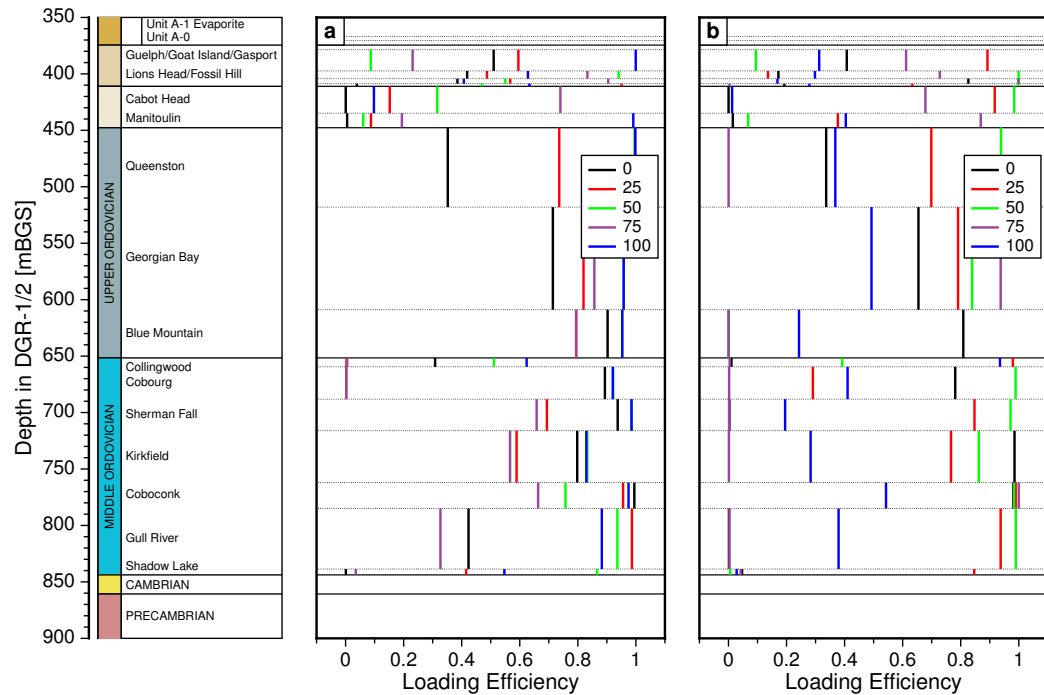 Depth in DGR-1/2 [mBGS]
350
400
450
500
550
600
650
700
750
800
850
900
UPPER ORDOVICIAN
MIDDLE ORDOVICIAN
Unit A-1 Evaporite
Unit A-0
Guelph/Goat Island/Gasport
Lions Head/Fossil Hill
Cabot Head
Manitoulin
Queenston
Georgian Bay
Blue Mountain
Collingwood
Cobourg
Sherman Fall
Kirkfield
Coboconk
Gull River
Shadow Lake
CAMBRIAN
PRECAMBRIAN
a
0
25
50
75
100
0 0.2 0.4 0.6 0.8 1
Loading Efficiency
b
0
25
50
75
100
0 0.2 0.4 0.6 0.8 1
Loading Efficiency